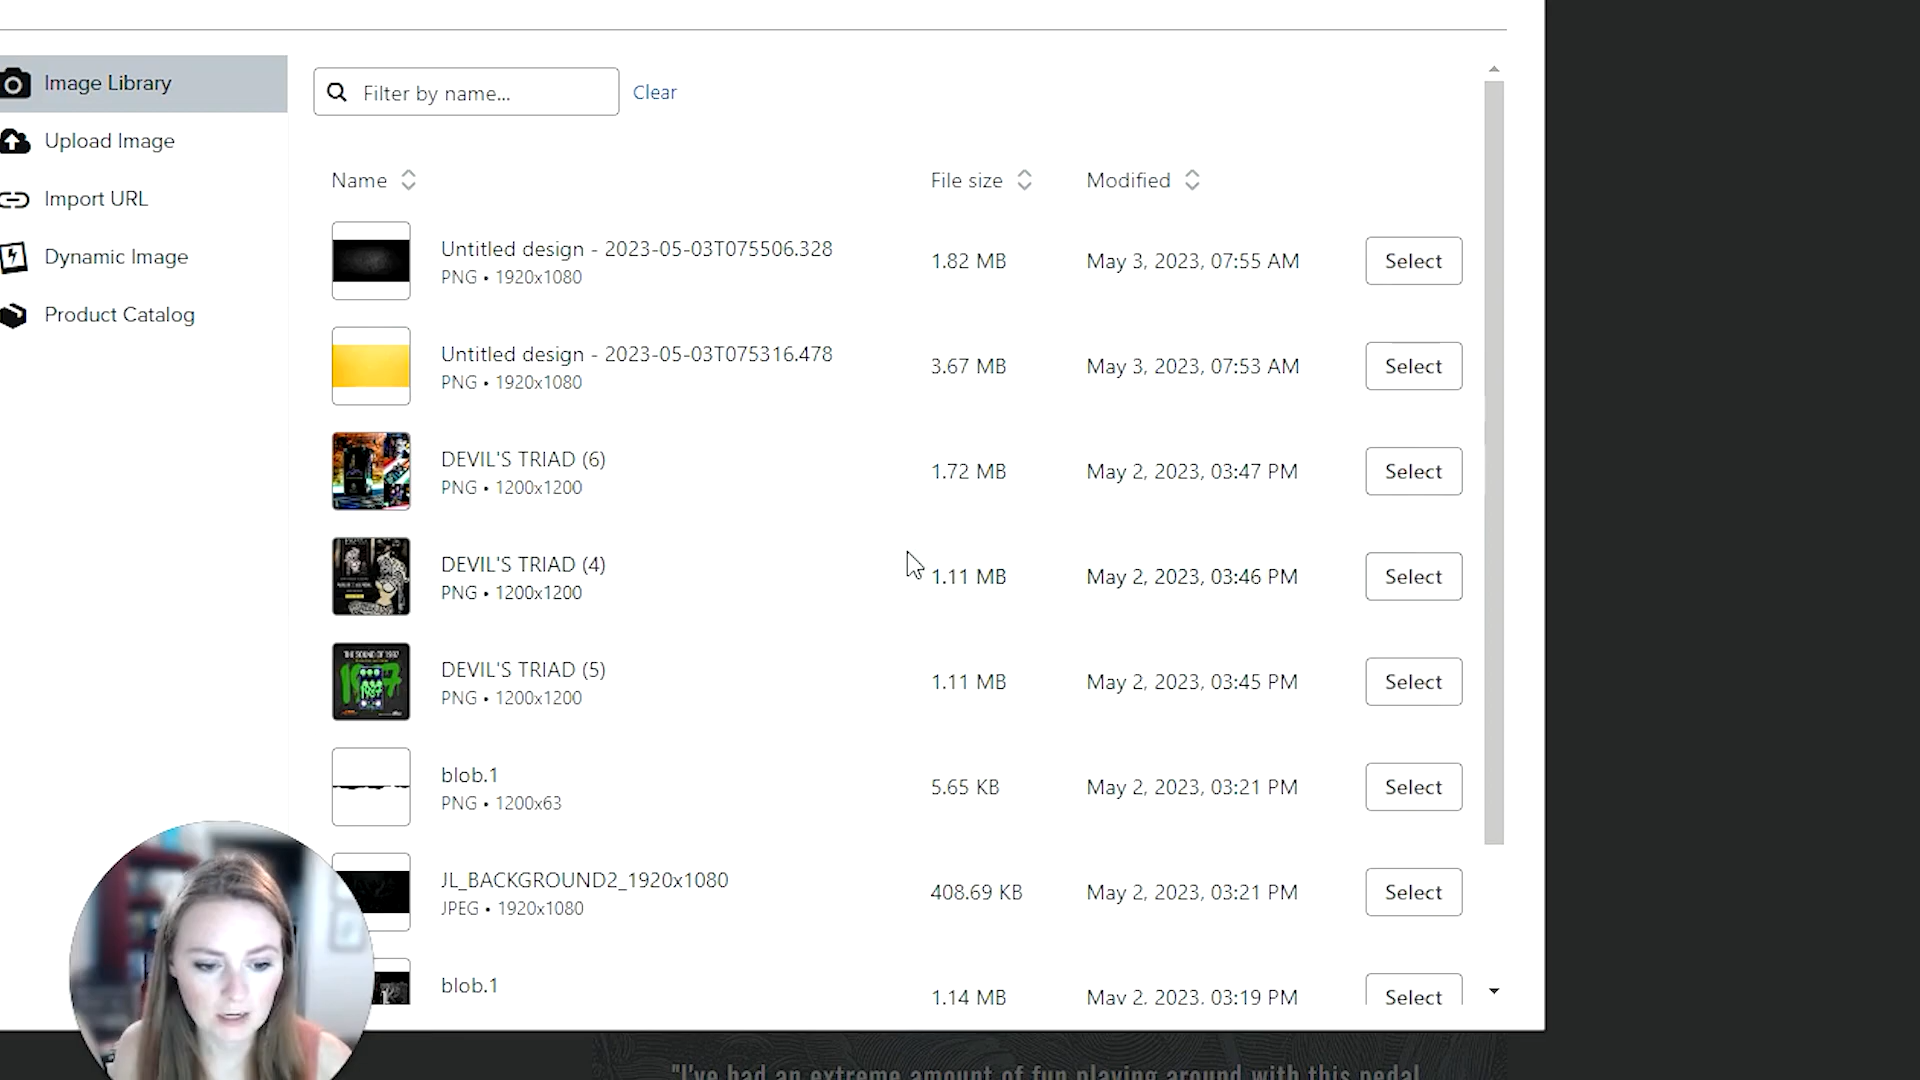 Image Library
Upload Image
Import URL
Dynamic Image
Product Catalog
Filter by name...
Clear
Name
File size
Modified
Untitled design - 2023-05-03T075506.328
PNG • 1920x1080
1.82 MB
May 3, 2023, 07:55 AM
Select
Untitled design - 2023-05-03T075316.478
PNG • 1920x1080
3.67 MB
May 3, 2023, 07:53 AM
Select
DEVIL'S TRIAD (6)
PNG • 1200x1200
1.72 MB
May 2, 2023, 03:47 PM
Select
DEVIL'S TRIAD (4)
PNG • 1200x1200
1.11 MB
May 2, 2023, 03:46 PM
Select
THE SOUND OF 1987
1987
DEVIL'S TRIAD (5)
PNG • 1200x1200
1.11 MB
May 2, 2023, 03:45 PM
Select
blob.1
PNG • 1200x63
5.65 KB
May 2, 2023, 03:21 PM
Select
JL_BACKGROUND2_1920x1080
JPEG • 1920x1080
408.69 KB
May 2, 2023, 03:21 PM
Select
blob.1
1.14 MB
May 2, 2023, 03:19 PM
Select
"I've had an extreme amount of fun playing around with this pedal